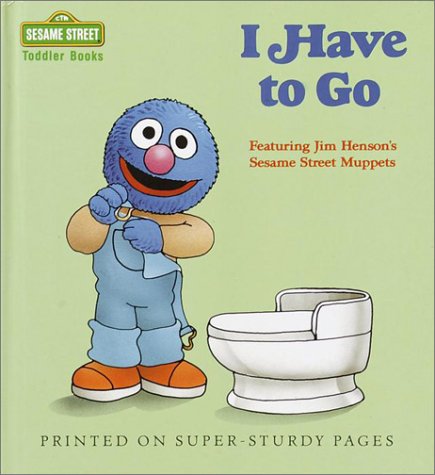 CTW
SESAME STREET
Toddler Books
I Have
to Go
Featuring Jim Henson's
Sesame Street Muppets
PRINTED ON SUPER-STURDY PAGES